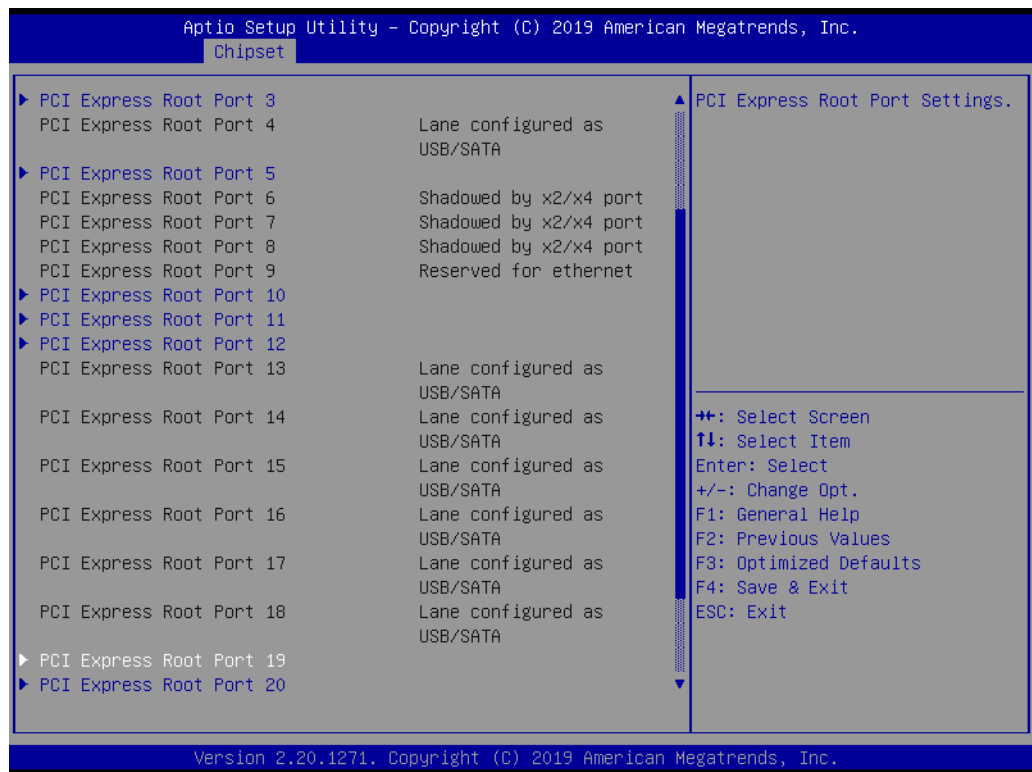 Aptio Setup Utility – Copyright (C) 2019 American Megatrends, Inc.
Chipset
PCI Express Root Port 3
PCI Express Root Port 4 Lane configured as
USB/SATA
PCI Express Root Port 5
PCI Express Root Port 6 Shadowed by x2/x4 port
PCI Express Root Port 7 Shadowed by x2/x4 port
PCI Express Root Port 8 Shadowed by x2/x4 port
PCI Express Root Port 9 Reserved for ethernet
PCI Express Root Port 10
PCI Express Root Port 11
PCI Express Root Port 12
PCI Express Root Port 13 Lane configured as
USB/SATA
PCI Express Root Port 14 Lane configured as
USB/SATA
PCI Express Root Port 15 Lane configured as
USB/SATA
PCI Express Root Port 16 Lane configured as
USB/SATA
PCI Express Root Port 17 Lane configured as
USB/SATA
PCI Express Root Port 18 Lane configured as
USB/SATA
PCI Express Root Port 19
PCI Express Root Port 20
PCI Express Root Port Settings.
→←: Select Screen
↑↓: Select Item
Enter: Select
+/-: Change Opt.
F1: General Help
F2: Previous Values
F3: Optimized Defaults
F4: Save & Exit
ESC: Exit
Version 2.20.1271. Copyright (C) 2019 American Megatrends, Inc.